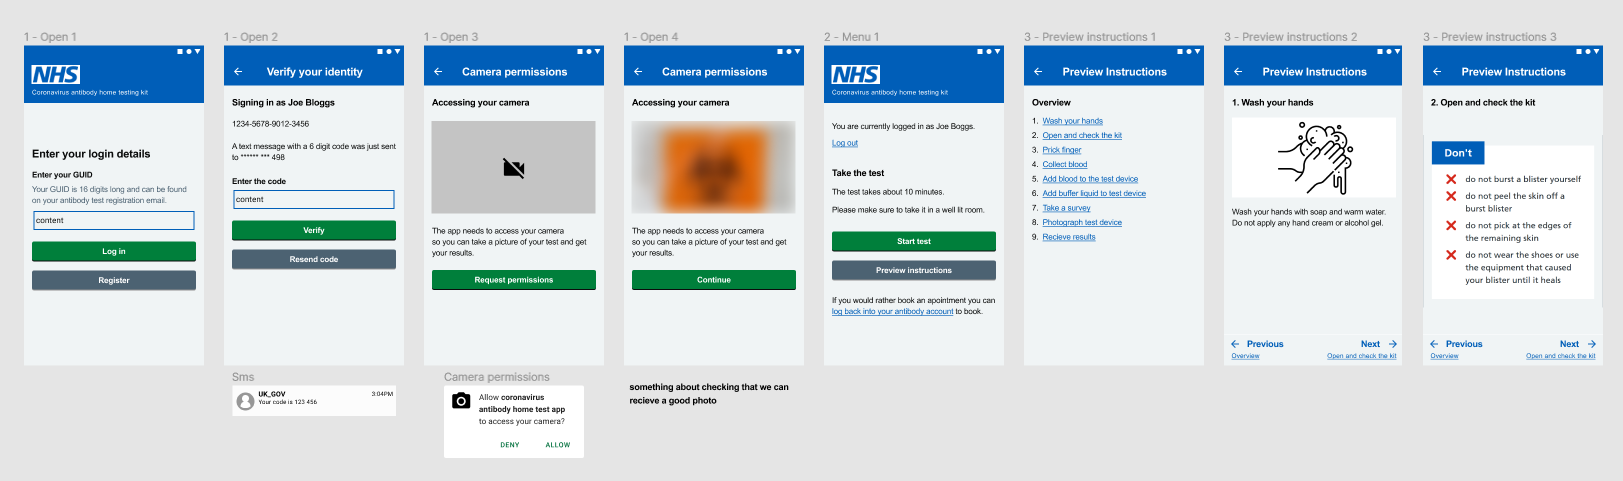 1 - Open 1
NHS
Coronavirus antibody home testing kit
Enter your login details
Enter your GUID
Your GUID is 16 digits long and can be found
on your antibody test registration email.
content
Log in
Register
1 - Open 2
Verify your identity
Signing in as Joe Bloggs
1234-5678-9012-3456
A text message with a 6 digit code was just sent
to ****** *** 498
Enter the code
content
Verify
Resend code
Sms
UK_GOV
3:04PM
Your code is 123 456
1 - Open 3
Camera permissions
Accessing your camera
The app needs to access your camera
so you can take a picture of your test and get
your results.
Request permissions
Camera permissions
Allow coronavirus
antibody home test app
to access your camera?
DENY
ALLOW
1 - Open 4
Camera permissions
Accessing your camera
The app needs to access your camera
so you can take a picture of your test and get
your results.
Continue
something about checking that we can
recieve a good photo
2 - Menu 1
NHS
Coronavirus antibody home testing kit
You are currently logged in as Joe Boggs.
Log out
Take the test
The test takes about 10 minutes.
Please make sure to take it in a well lit room.
Start test
Preview instructions
If you would rather book an apointment you can
log back into your antibody account to book.
3 - Preview instructions 1
Preview Instructions
Overview
1. Wash your hands
2. Open and check the kit
3. Prick finger
4. Collect blood
5. Add blood to the test device
6. Add buffer liquid to test device
7. Take a survey
8. Photograph test device
9. Recieve results
3 - Preview instructions 2
Preview Instructions
1. Wash your hands
Wash your hands with soap and warm water.
Do not apply any hand cream or alcohol gel.
Previous
Next
Overview
Open and check the kit
3 - Preview instructions 3
Preview Instructions
2. Open and check the kit
Don't
do not burst a blister yourself
do not peel the skin off a
burst blister
do not pick at the edges of
the remaining skin
do not wear the shoes or use
the equipment that caused
your blister until it heals
Previous
Next
Overview
Open and check the kit